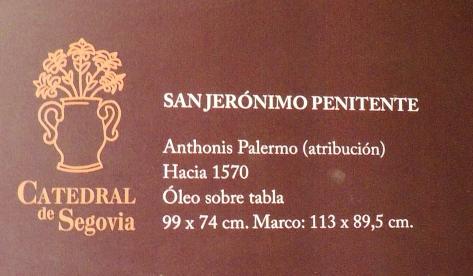 CATEDRAL
de Segovia
SAN JERÓNIMO PENITENTE
Anthonis Palermo (atribución)
Hacia 1570
Óleo sobre tabla
99 x 74 cm. Marco: 113 x 89,5 cm.